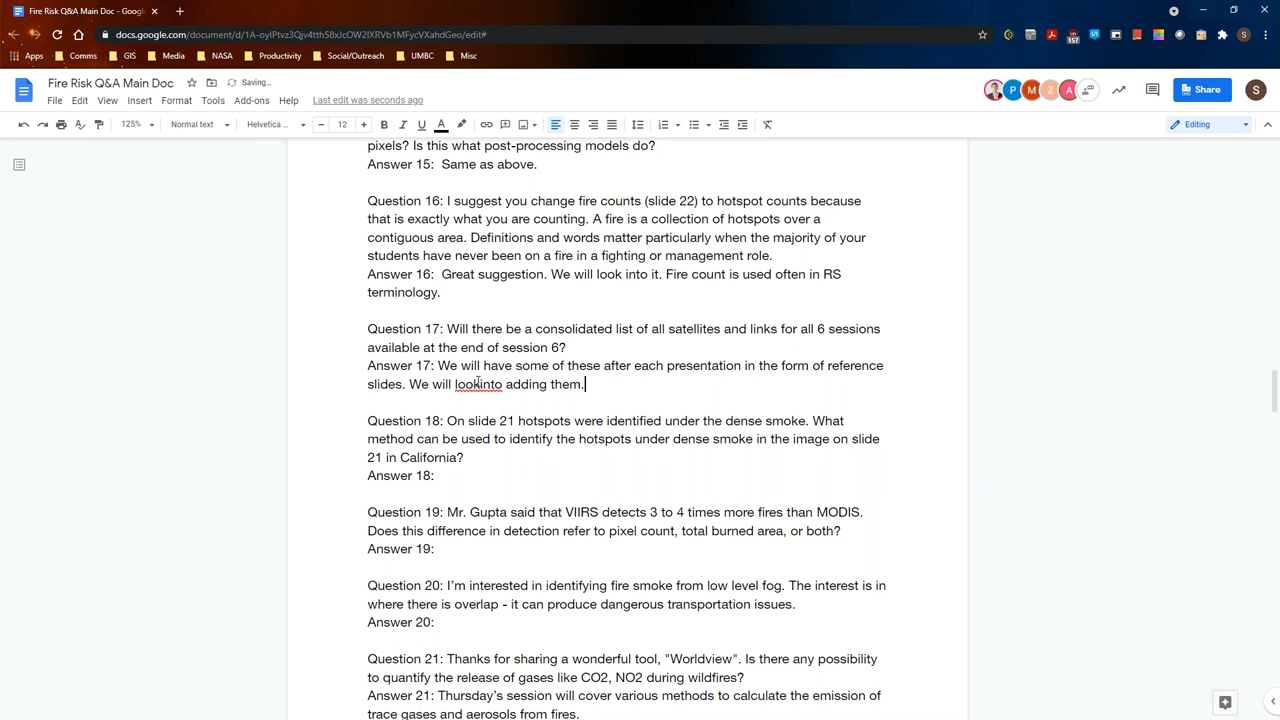 Fire Risk Q&A Main Doc - Googl
docs.google.com/document/d/1A-oyIPtvz3Qjv4tth58xJcOW2IXRVb1MFycVXahdGeo/edit#
157
S
Apps Comms GIS Media NASA Productivity Social/Outreach UMBC Misc
Fire Risk Q&A Main Doc Saving...
P M Z A Share S
File Edit View Insert Format Tools Add-ons Help Last edit was seconds ago
125% Normal text Helvetica ... 12 B I U A Editing
pixels? Is this what post-processing models do?
Answer 15: Same as above.
Question 16: I suggest you change fire counts (slide 22) to hotspot counts because
that is exactly what you are counting. A fire is a collection of hotspots over a
contiguous area. Definitions and words matter particularly when the majority of your
students have never been on a fire in a fighting or management role.
Answer 16: Great suggestion. We will look into it. Fire count is used often in RS
terminology.
Question 17: Will there be a consolidated list of all satellites and links for all 6 sessions
available at the end of session 6?
Answer 17: We will have some of these after each presentation in the form of reference
slides. We will lookinto adding them.
Question 18: On slide 21 hotspots were identified under the dense smoke. What
method can be used to identify the hotspots under dense smoke in the image on slide
21 in California?
Answer 18:
Question 19: Mr. Gupta said that VIIRS detects 3 to 4 times more fires than MODIS.
Does this difference in detection refer to pixel count, total burned area, or both?
Answer 19:
Question 20: I'm interested in identifying fire smoke from low level fog. The interest is in
where there is overlap - it can produce dangerous transportation issues.
Answer 20:
Question 21: Thanks for sharing a wonderful tool, "Worldview". Is there any possibility
to quantify the release of gases like CO2, NO2 during wildfires?
Answer 21: Thursday's session will cover various methods to calculate the emission of
trace gases and aerosols from fires.